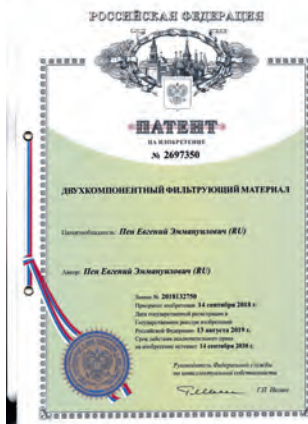 РОССИЙСКАЯ ФЕДЕРАЦИЯ
ПАТЕНТ
НА ИЗОБРЕТЕНИЕ
№ 2697350
ДВУХКОМПОНЕНТНЫЙ ФИЛЬТРУЮЩИЙ МАТЕРИАЛ
Патентообладатель: Пен Евгений Эммануилович (RU)
Автор: Пен Евгений Эммануилович (RU)
Заявка № 2018132750
Приоритет изобретения 14 сентября 2018 г.
Дата государственной регистрации в
Государственном реестре изобретений
Российской Федерации 13 августа 2019 г.
Срок действия исключительного права
на изобретение истекает 14 сентября 2038 г.
Руководитель Федеральной службы
по интеллектуальной собственности
Г.П. Ивлиев